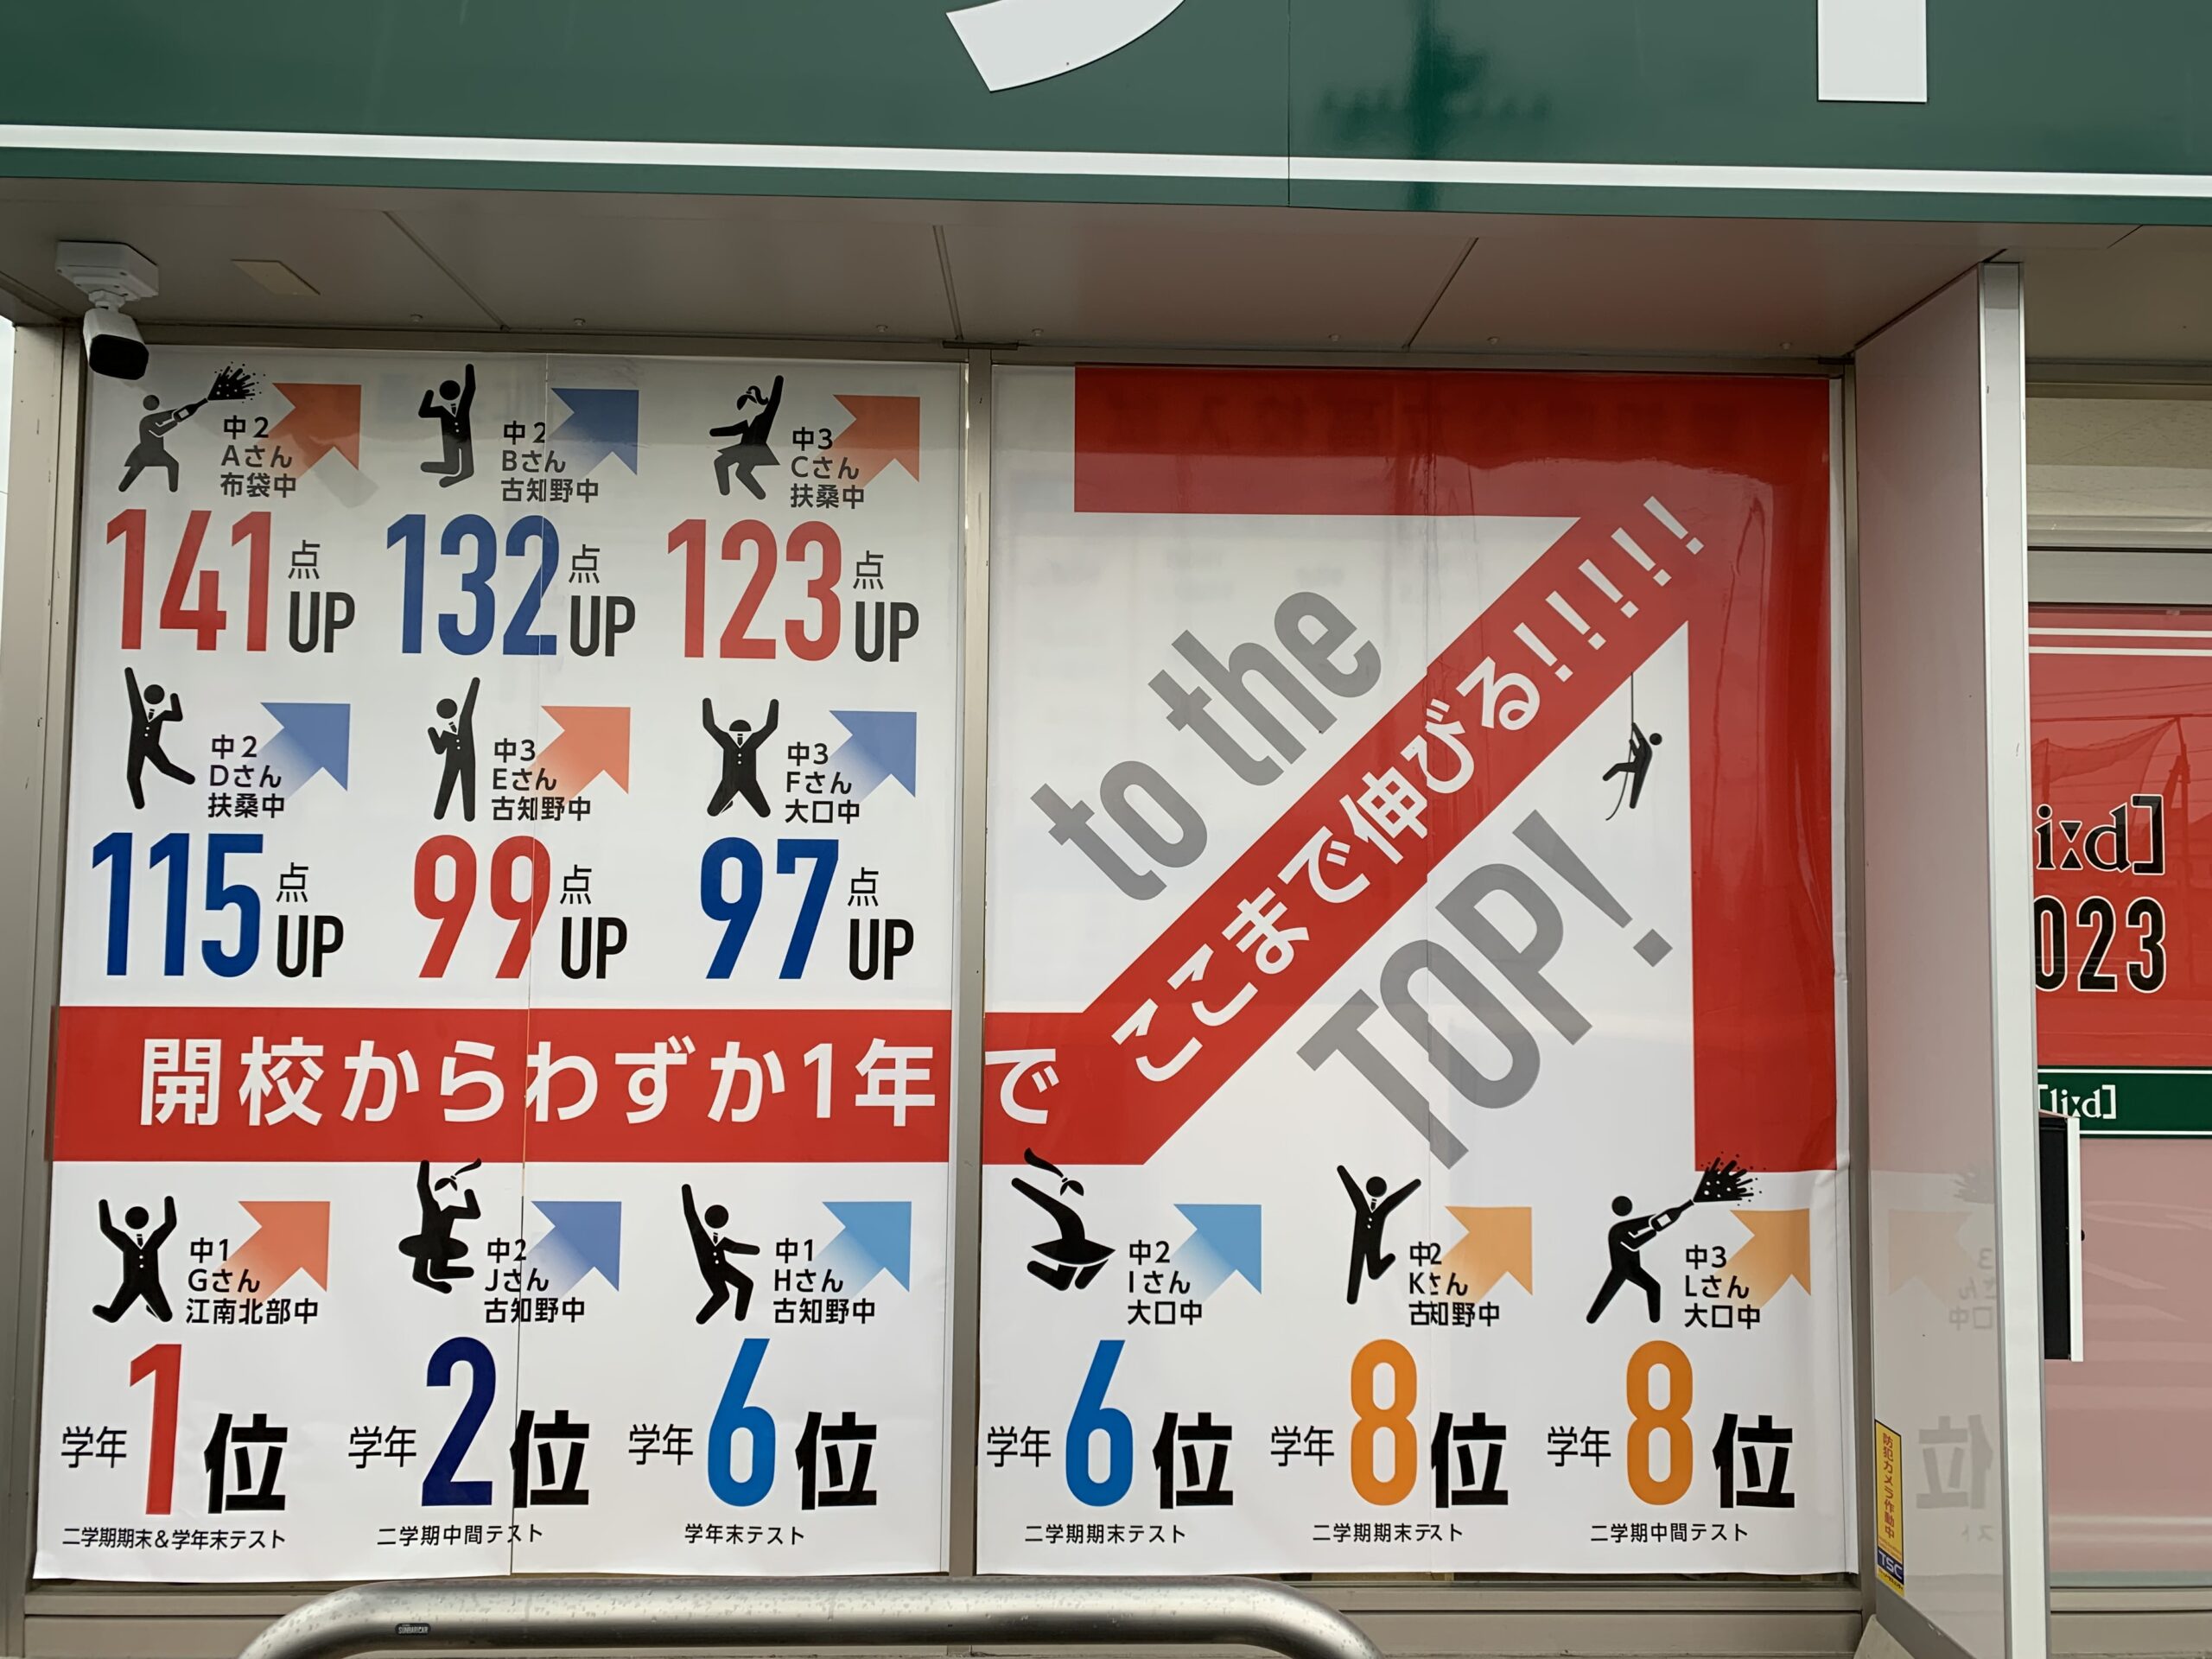 中2
Aさん
布袋中
141点UP
中2
Bさん
古知野中
132点UP
中3
Cさん
扶桑中
123点UP
中2
Dさん
扶桑中
115点UP
中3
Eさん
古知野中
99点UP
中3
Fさん
大口中
97点UP
開校からわずか1年で
ここまで伸びる!!!!!!
to the
TOP!
中1
Gさん
江南北部中
学年1位
二学期期末&学年末テスト
中2
Jさん
古知野中
学年2位
二学期中間テスト
中1
Hさん
古知野中
学年6位
学年末テスト
中2
Iさん
大口中
学年6位
二学期期末テスト
中2
Kさん
古知野中
学年8位
二学期期末テスト
中3
Lさん
大口中
学年8位
二学期中間テスト
i:d]
023
[li:d]
防犯カメラ作動中
TSC